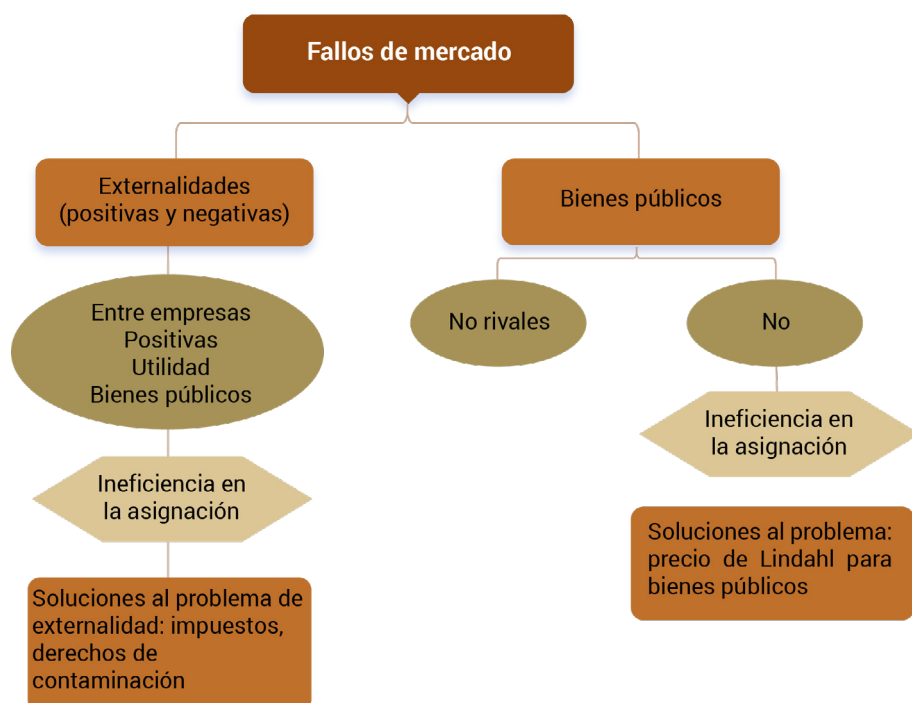 Fallos de mercado
Externalidades
(positivas y negativas)
Bienes públicos
Entre empresas
Positivas
Utilidad
Bienes públicos
No rivales
No
Ineficiencia en
la asignación
Ineficiencia en
la asignación
Soluciones al problema:
precio de Lindahl para
bienes públicos
Soluciones al problema de
externalidad: impuestos,
derechos de
contaminación